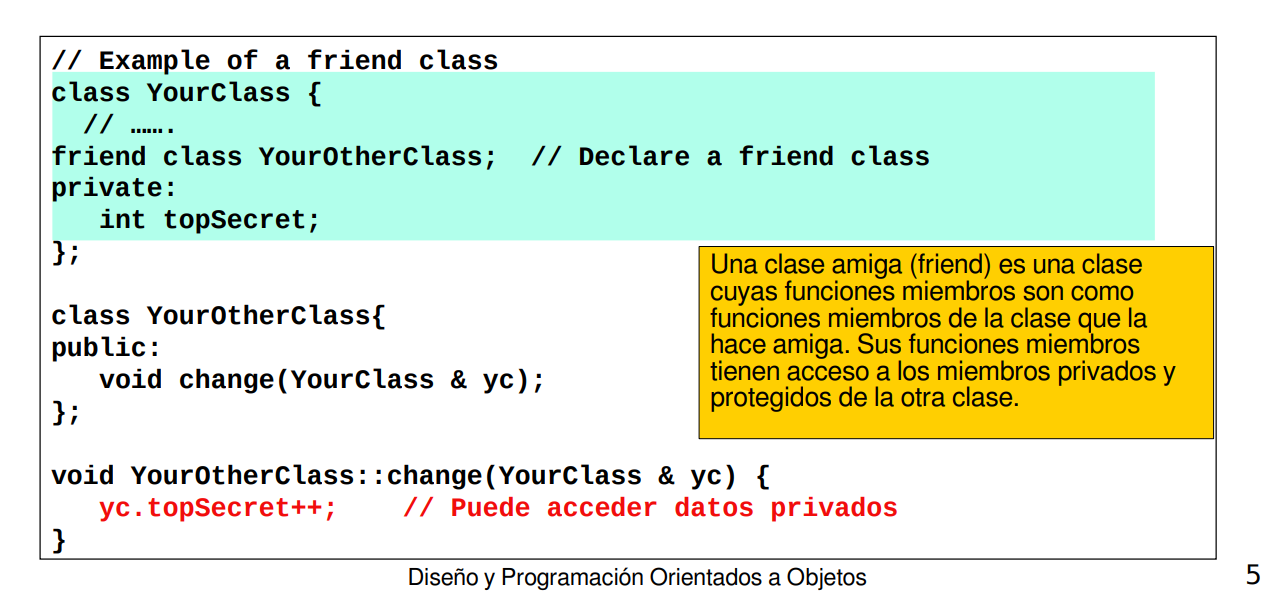 // Example of a friend class
class YourClass {
// …….
friend class YourOtherClass;  // Declare a friend class
private:
int topSecret;
};
class YourOtherClass{
public:
void change(YourClass & yc);
};
Una clase amiga (friend) es una clase
cuyas funciones miembros son como
funciones miembros de la clase que la
hace amiga. Sus funciones miembros
tienen acceso a los miembros privados y
protegidos de la otra clase.
void YourOtherClass::change(YourClass & yc) {
yc.topSecret++;    // Puede acceder datos privados
}
Diseño y Programación Orientados a Objetos
5